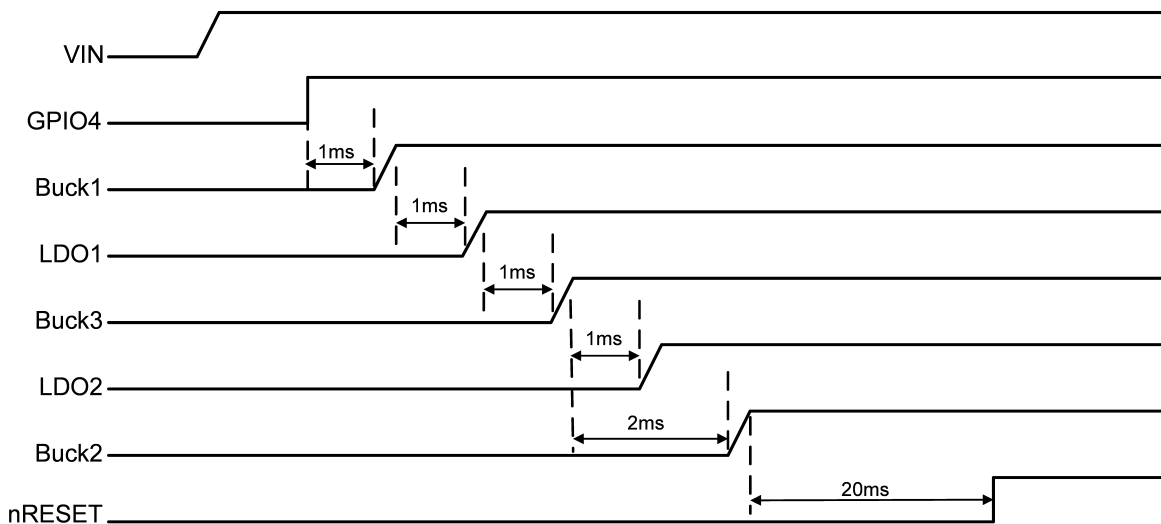 VIN
GPIO4
1ms
Buck1
1ms
LDO1
1ms
Buck3
1ms
LDO2
2ms
Buck2
20ms
nRESET